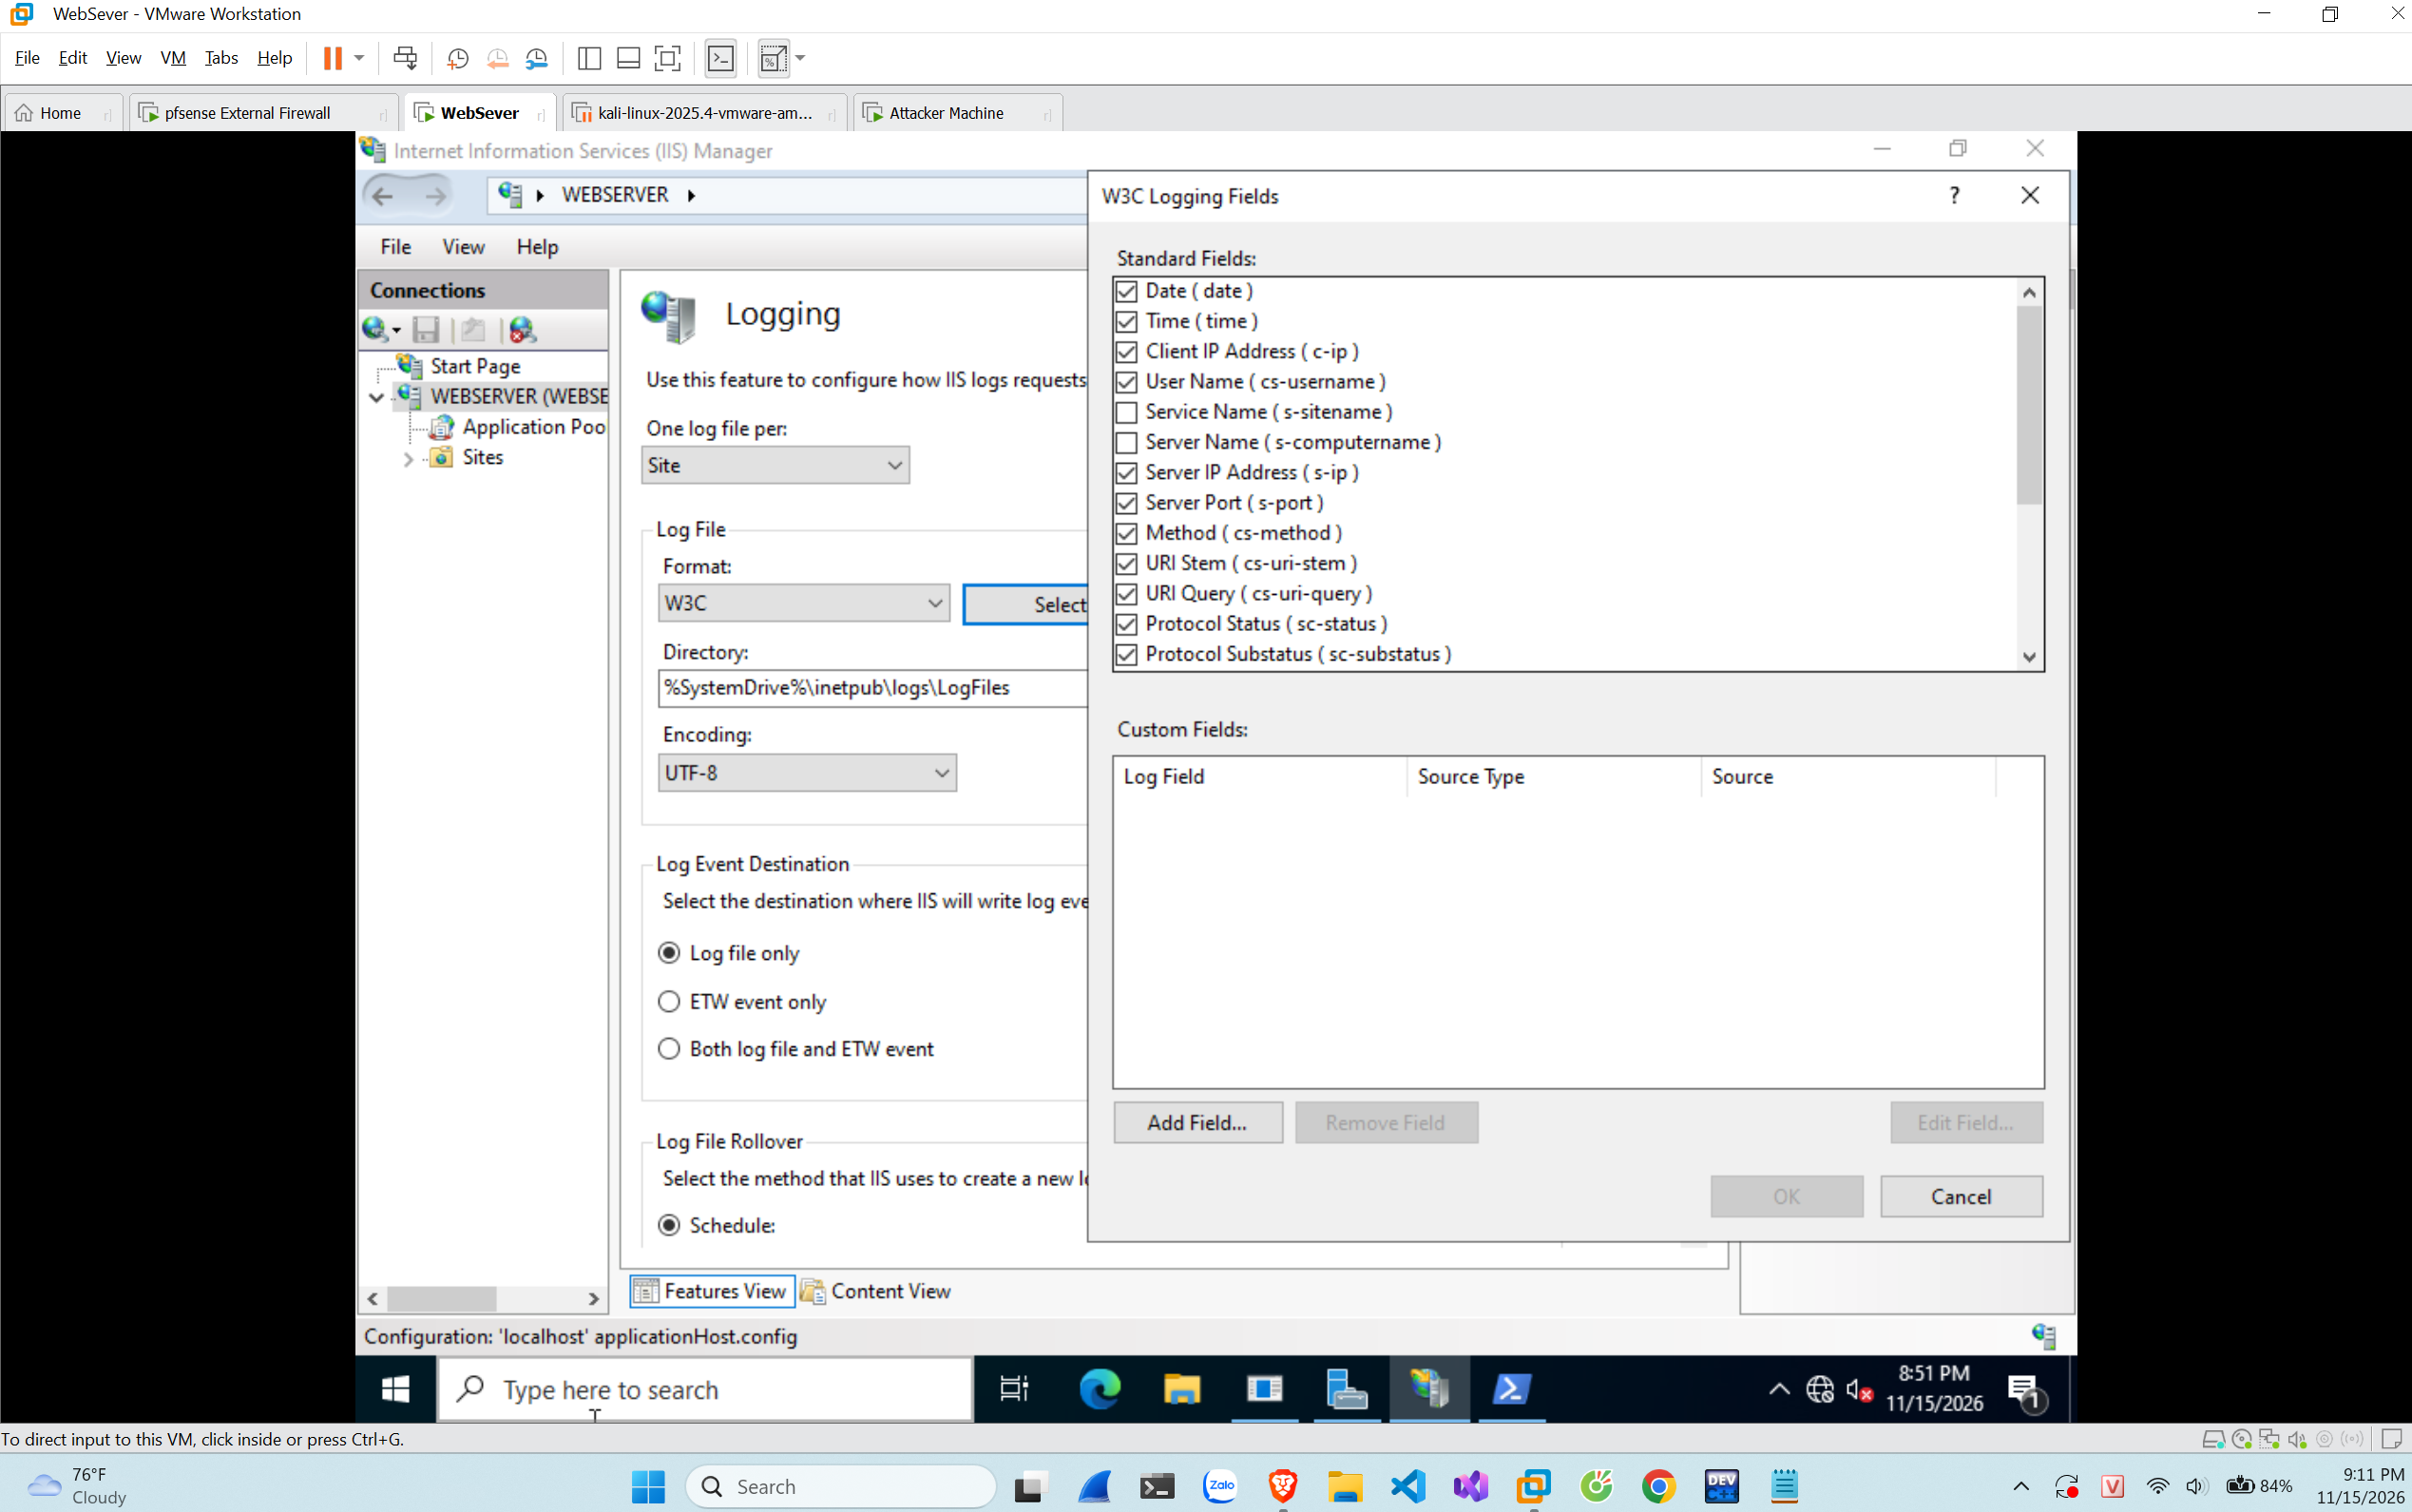 WebSever - VMware Workstation
File Edit View VM Tabs Help
Home
pfsense External Firewall
WebSever
kali-linux-2025.4-vmware-am...
Attacker Machine
Internet Information Services (IIS) Manager
WEBSERVER
File View Help
Connections
Start Page
WEBSERVER (WEBSE
Application Poo
Sites
Logging
Use this feature to configure how IIS logs requests
One log file per:
Site
Log File
Format:
W3C
Select
Directory:
%SystemDrive%\inetpub\logs\LogFiles
Encoding:
UTF-8
Log Event Destination
Select the destination where IIS will write log eve
Log file only
ETW event only
Both log file and ETW event
Log File Rollover
Select the method that IIS uses to create a new l
Schedule:
Features View
Content View
Configuration: 'localhost' applicationHost.config
W3C Logging Fields
?
Standard Fields:
Date ( date )
Time ( time )
Client IP Address ( c-ip )
User Name ( cs-username )
Service Name ( s-sitename )
Server Name ( s-computername )
Server IP Address ( s-ip )
Server Port ( s-port )
Method ( cs-method )
URI Stem ( cs-uri-stem )
URI Query ( cs-uri-query )
Protocol Status ( sc-status )
Protocol Substatus ( sc-substatus )
Custom Fields:
Log Field Source Type Source
Add Field...
Remove Field
Edit Field...
OK
Cancel
Type here to search
8:51 PM
11/15/2026
1
To direct input to this VM, click inside or press Ctrl+G.
76°F
Cloudy
Search
Zalo
DEV
C++
V
84%
9:11 PM
11/15/2026